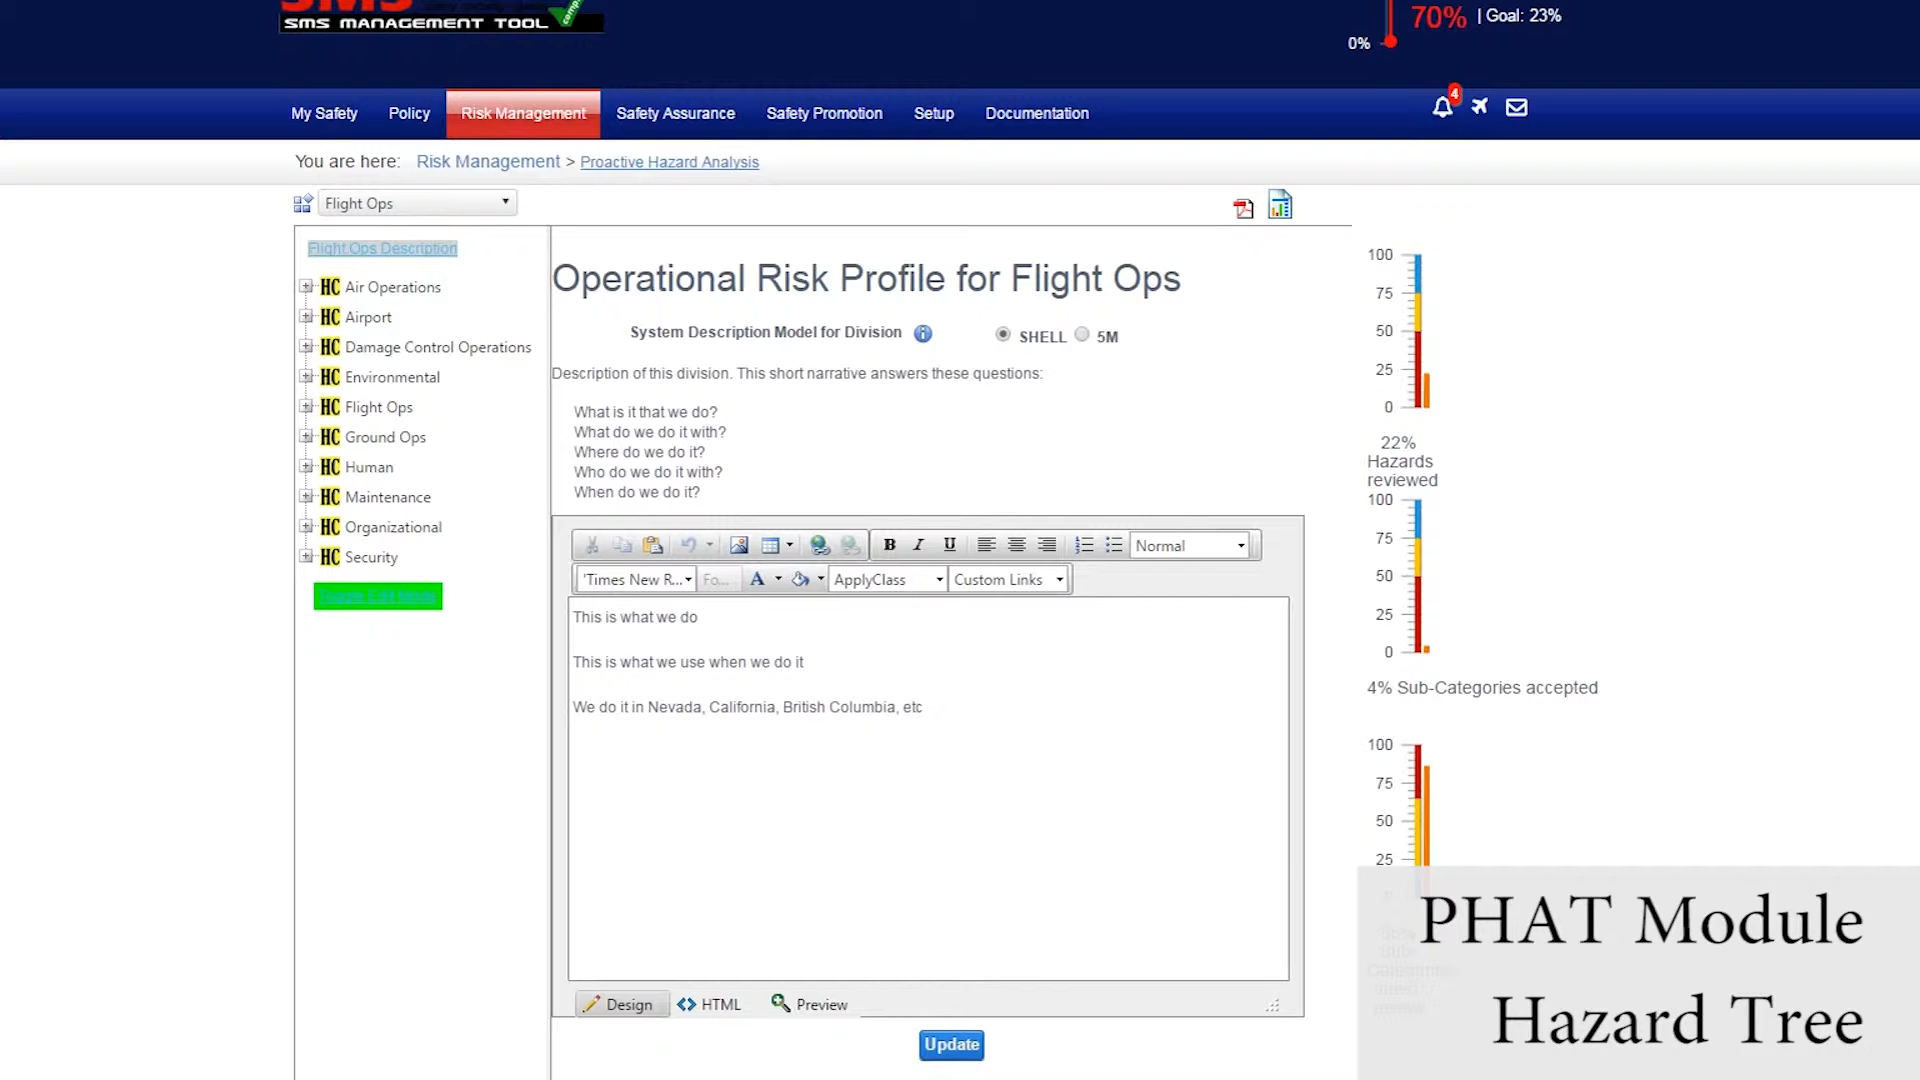 SMS
SMS MANAGEMENT TOOL
70% | Goal: 23%
0%
My Safety Policy Risk Management Safety Assurance Safety Promotion Setup Documentation
4
You are here: Risk Management > Proactive Hazard Analysis
Flight Ops
Flight Ops Description
HC Air Operations
HC Airport
HC Damage Control Operations
HC Environmental
HC Flight Ops
HC Ground Ops
HC Human
HC Maintenance
HC Organizational
HC Security
Toggle Edit Mode
Operational Risk Profile for Flight Ops
System Description Model for Division SHELL 5M
Description of this division. This short narrative answers these questions:
What is it that we do?
What do we do it with?
Where do we do it?
Who do we do it with?
When do we do it?
B I U Normal
'Times New R... Fo... A ApplyClass Custom Links
This is what we do
This is what we use when we do it
We do it in Nevada, California, British Columbia, etc
Design HTML Preview
Update
100
75
50
25
0
22%
Hazards
reviewed
100
75
50
25
0
4% Sub-Categories accepted
100
75
50
25
PHAT Module
Hazard Tree